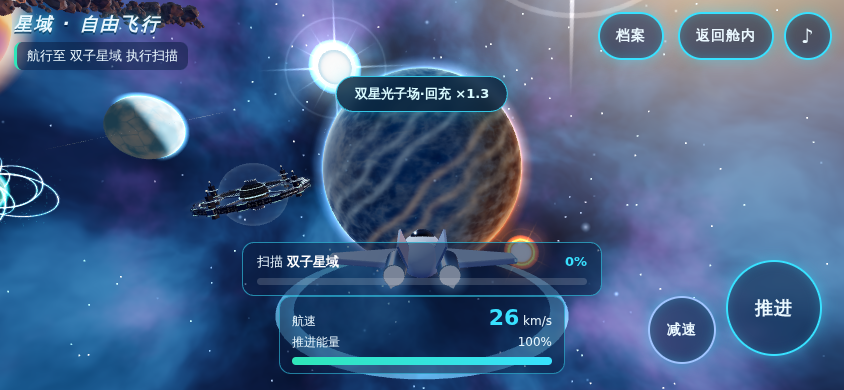 星域 · 自由飞行
航行至 双子星域 执行扫描
档案
返回舱内
♪
双星光子场·回充 ×1.3
扫描 双子星域
0%
航速
26 km/s
推进能量
100%
减速
推进